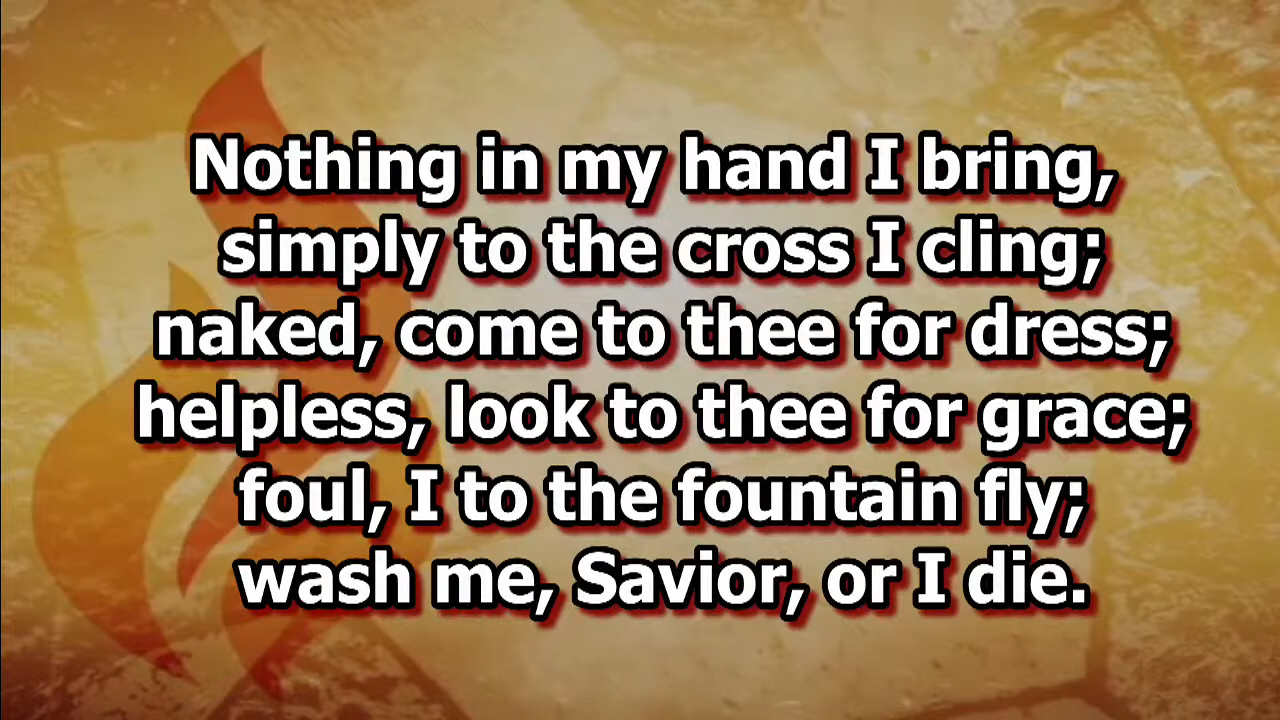 Nothing in my hand I bring,
simply to the cross I cling;
naked, come to thee for dress;
helpless, look to thee for grace;
foul, I to the fountain fly;
wash me, Savior, or I die.